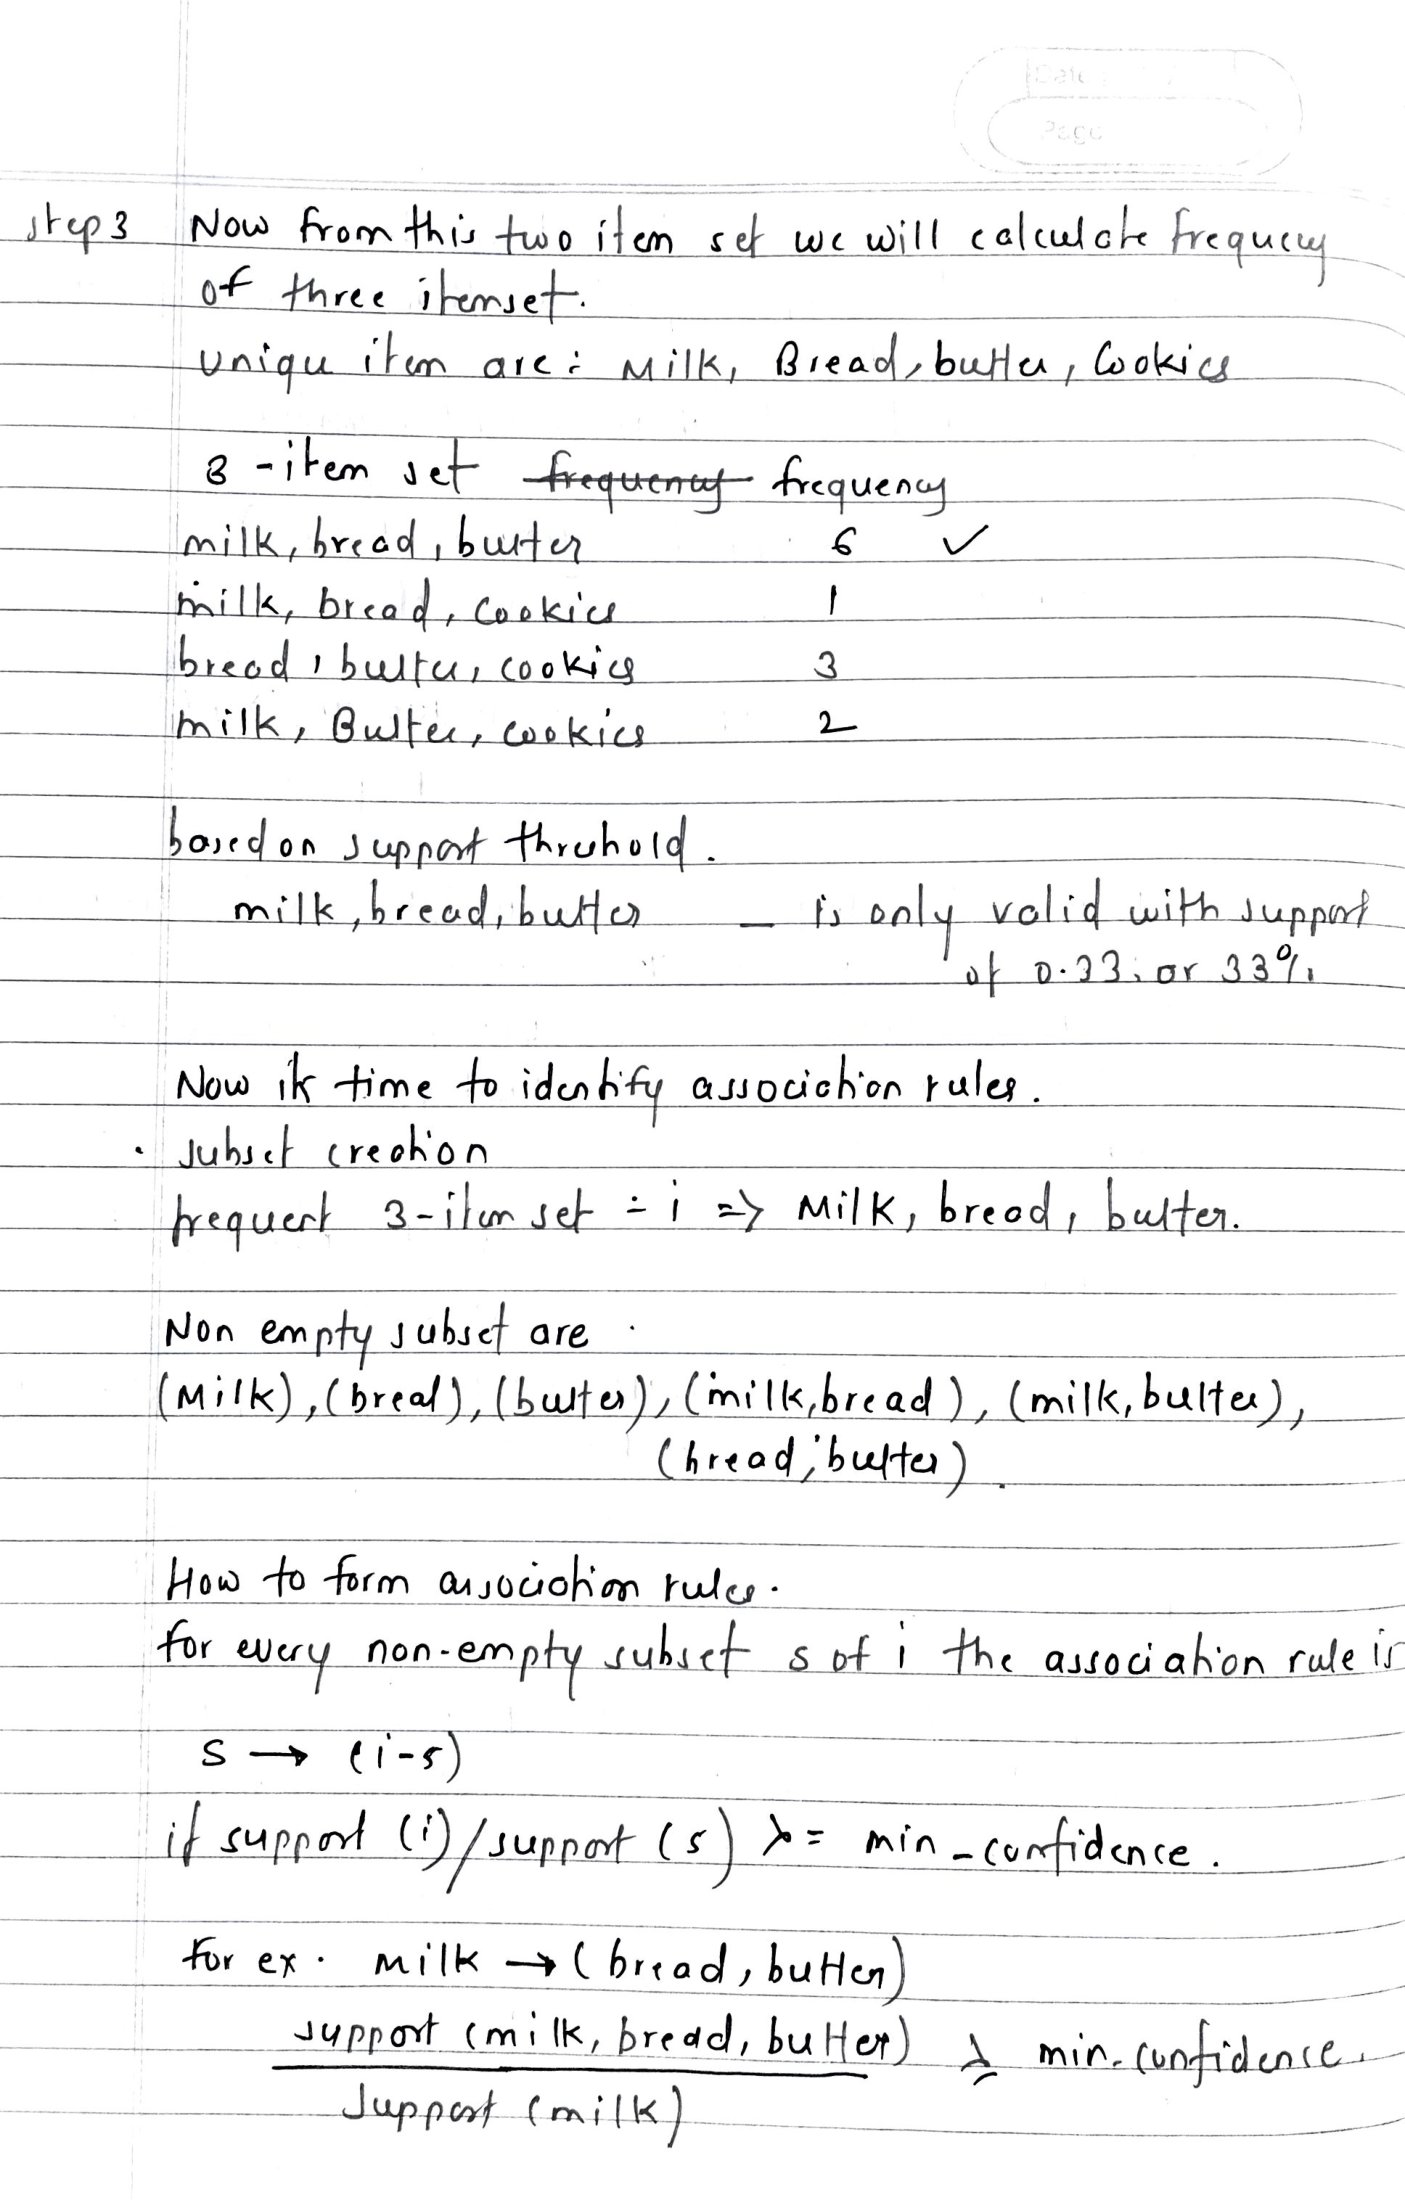 Date
Page
step 3 Now from this two item set we will calculate frequency
of three itemset.
unique item are : Milk, Bread, butter, Cookies
3 -item set frequency frequency
milk, bread, butter 6 ✓
milk, bread, cookies 1
bread, butter, cookies 3
milk, Butter, cookies 2
based on support threshold.
milk, bread, butter - is only valid with support
of 0.33. or 33%
Now its time to identify association rules.
. subset creation
frequent 3-item set = i => Milk, bread, butter.
Non empty subset are
(Milk), (bread), (butter), (milk, bread), (milk, butter),
(bread, butter).
How to form association rules.
for every non-empty subset s of i the association rule is
S → (i-s)
if support (i) / support (s) >= min_confidence.
for ex. milk → (bread, butter)
support (milk, bread, butter) ≥ min. confidence.
support (milk)